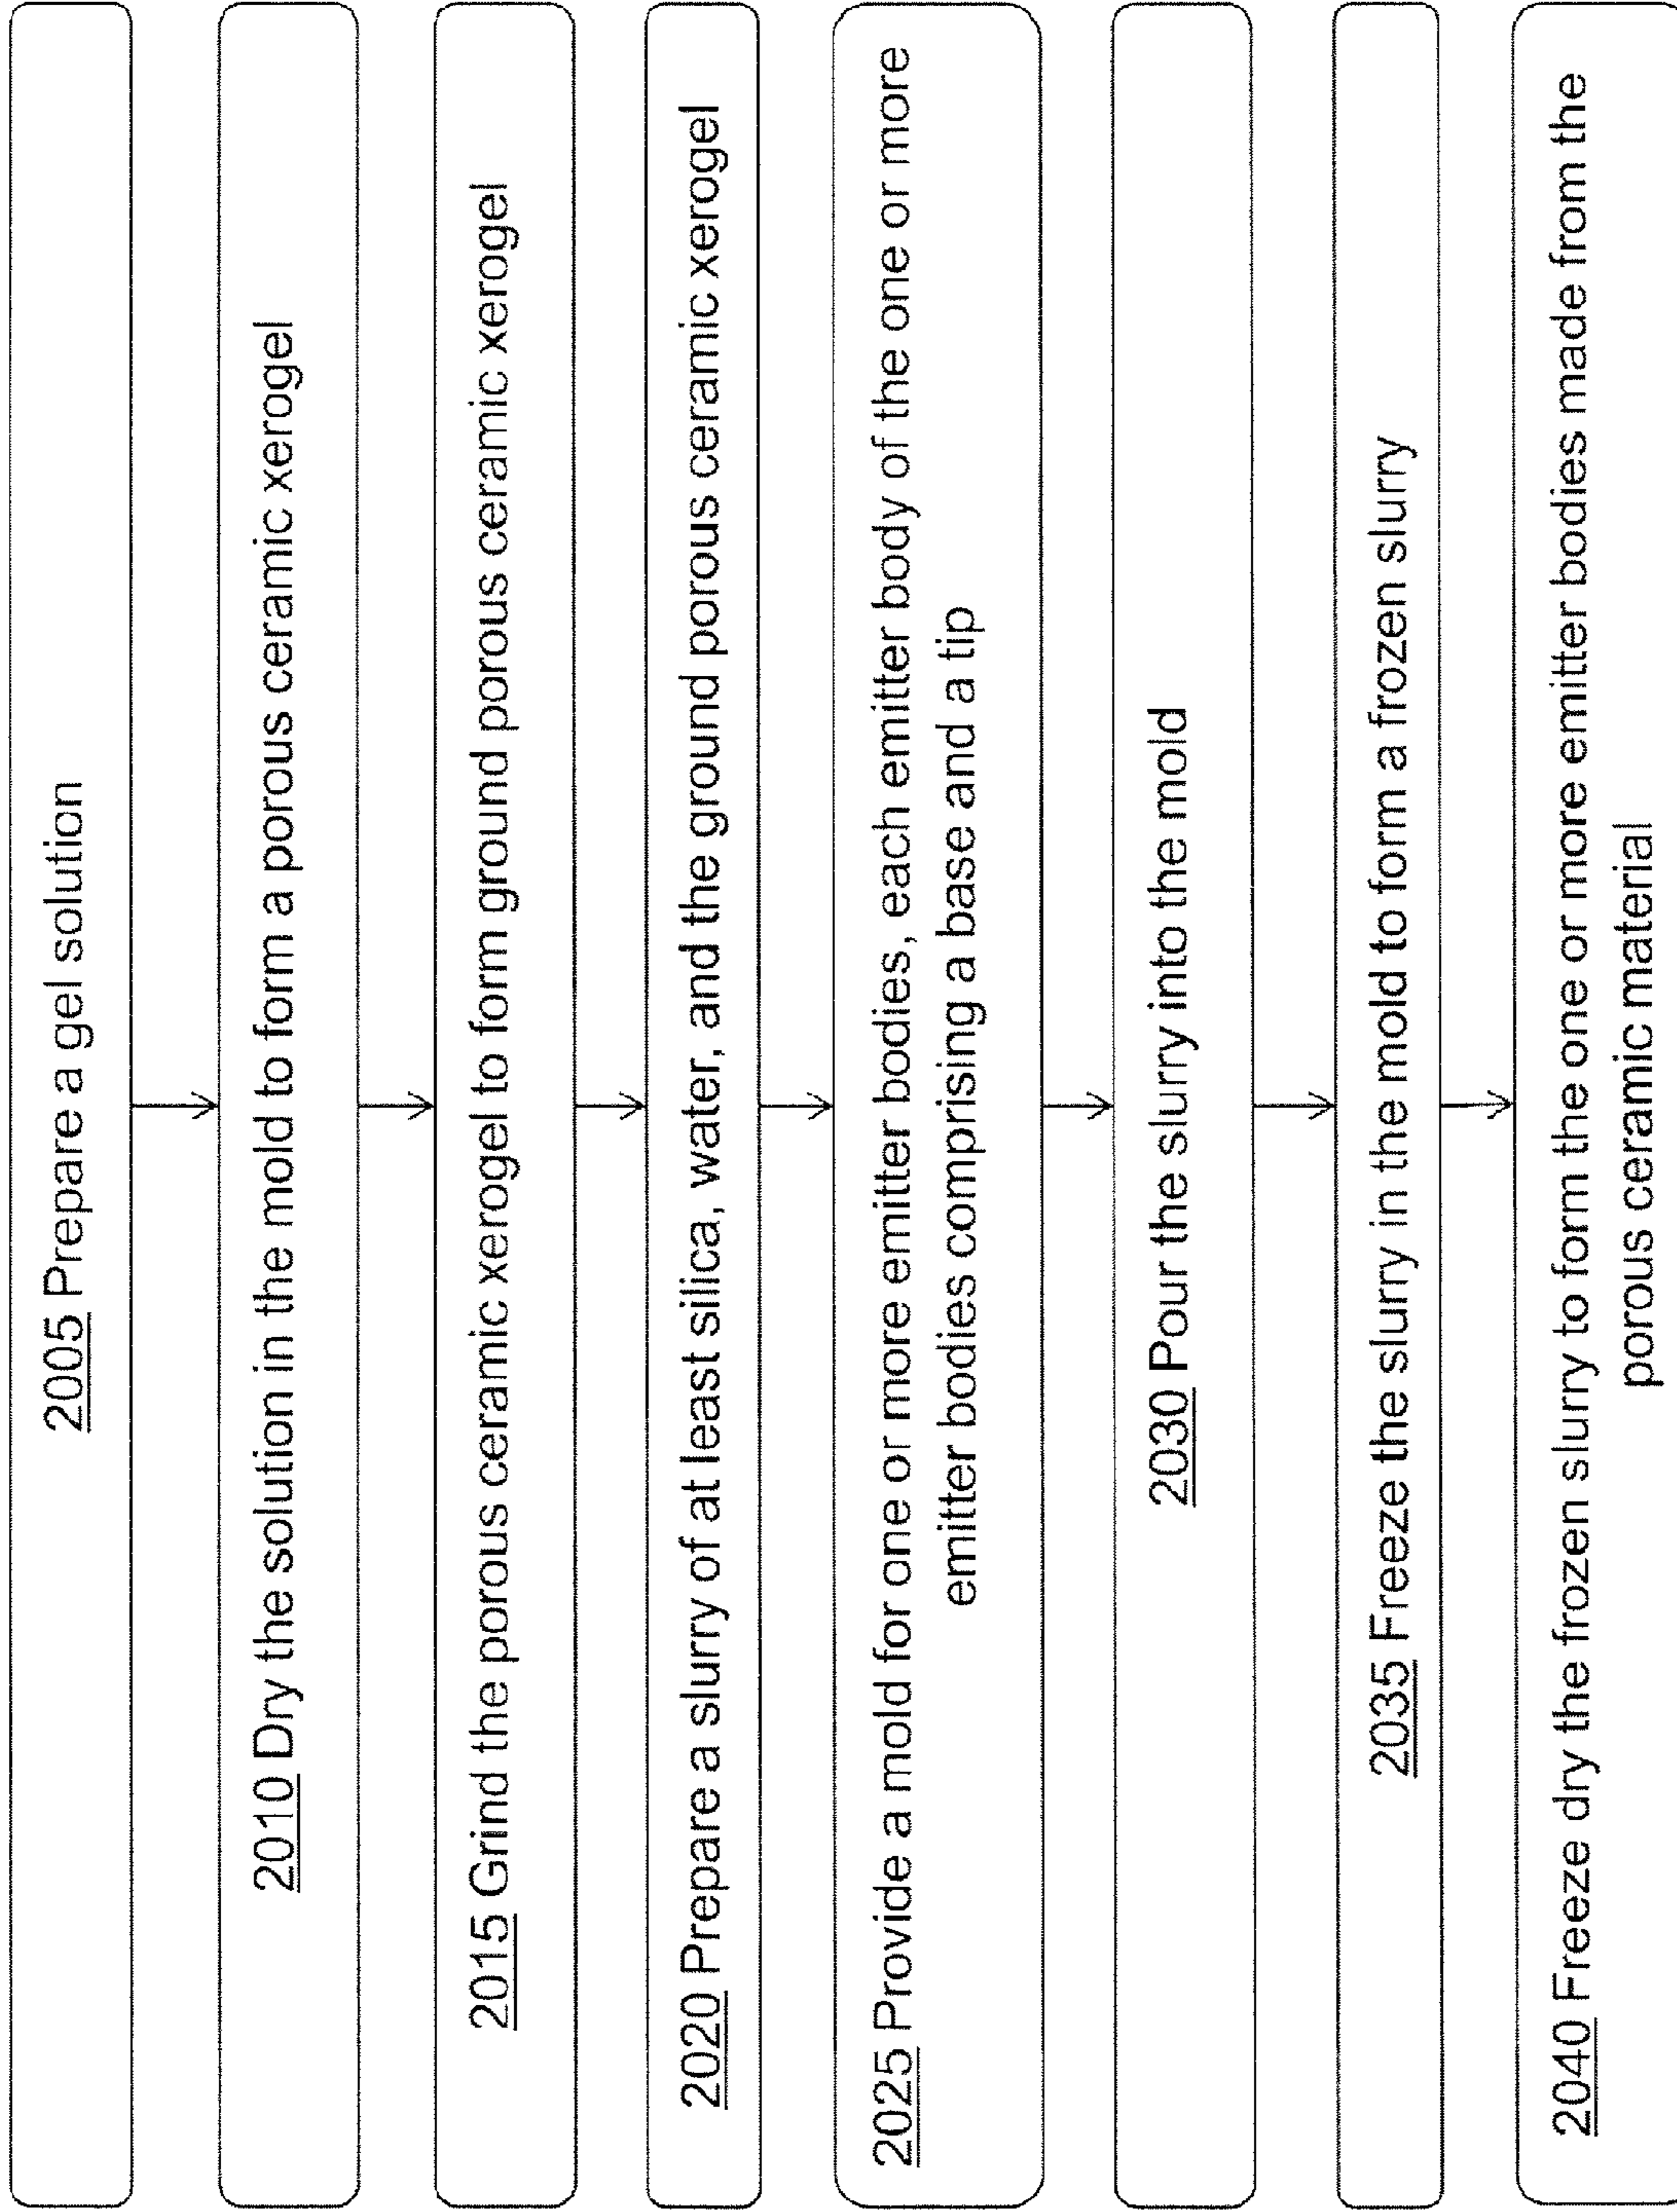 2005 Prepare a gel solution
2010 Dry the solution in the mold to form a porous ceramic xerogel
2015 Grind the porous ceramic xerogel to form ground porous ceramic xerogel
2020 Prepare a slurry of at least silica, water, and the ground porous ceramic xerogel
2025 Provide a mold for one or more emitter bodies, each emitter body of the one or more
emitter bodies comprising a base and a tip
2030 Pour the slurry into the mold
2035 Freeze the slurry in the mold to form a frozen slurry
2040 Freeze dry the frozen slurry to form the one or more emitter bodies made from the
porous ceramic material